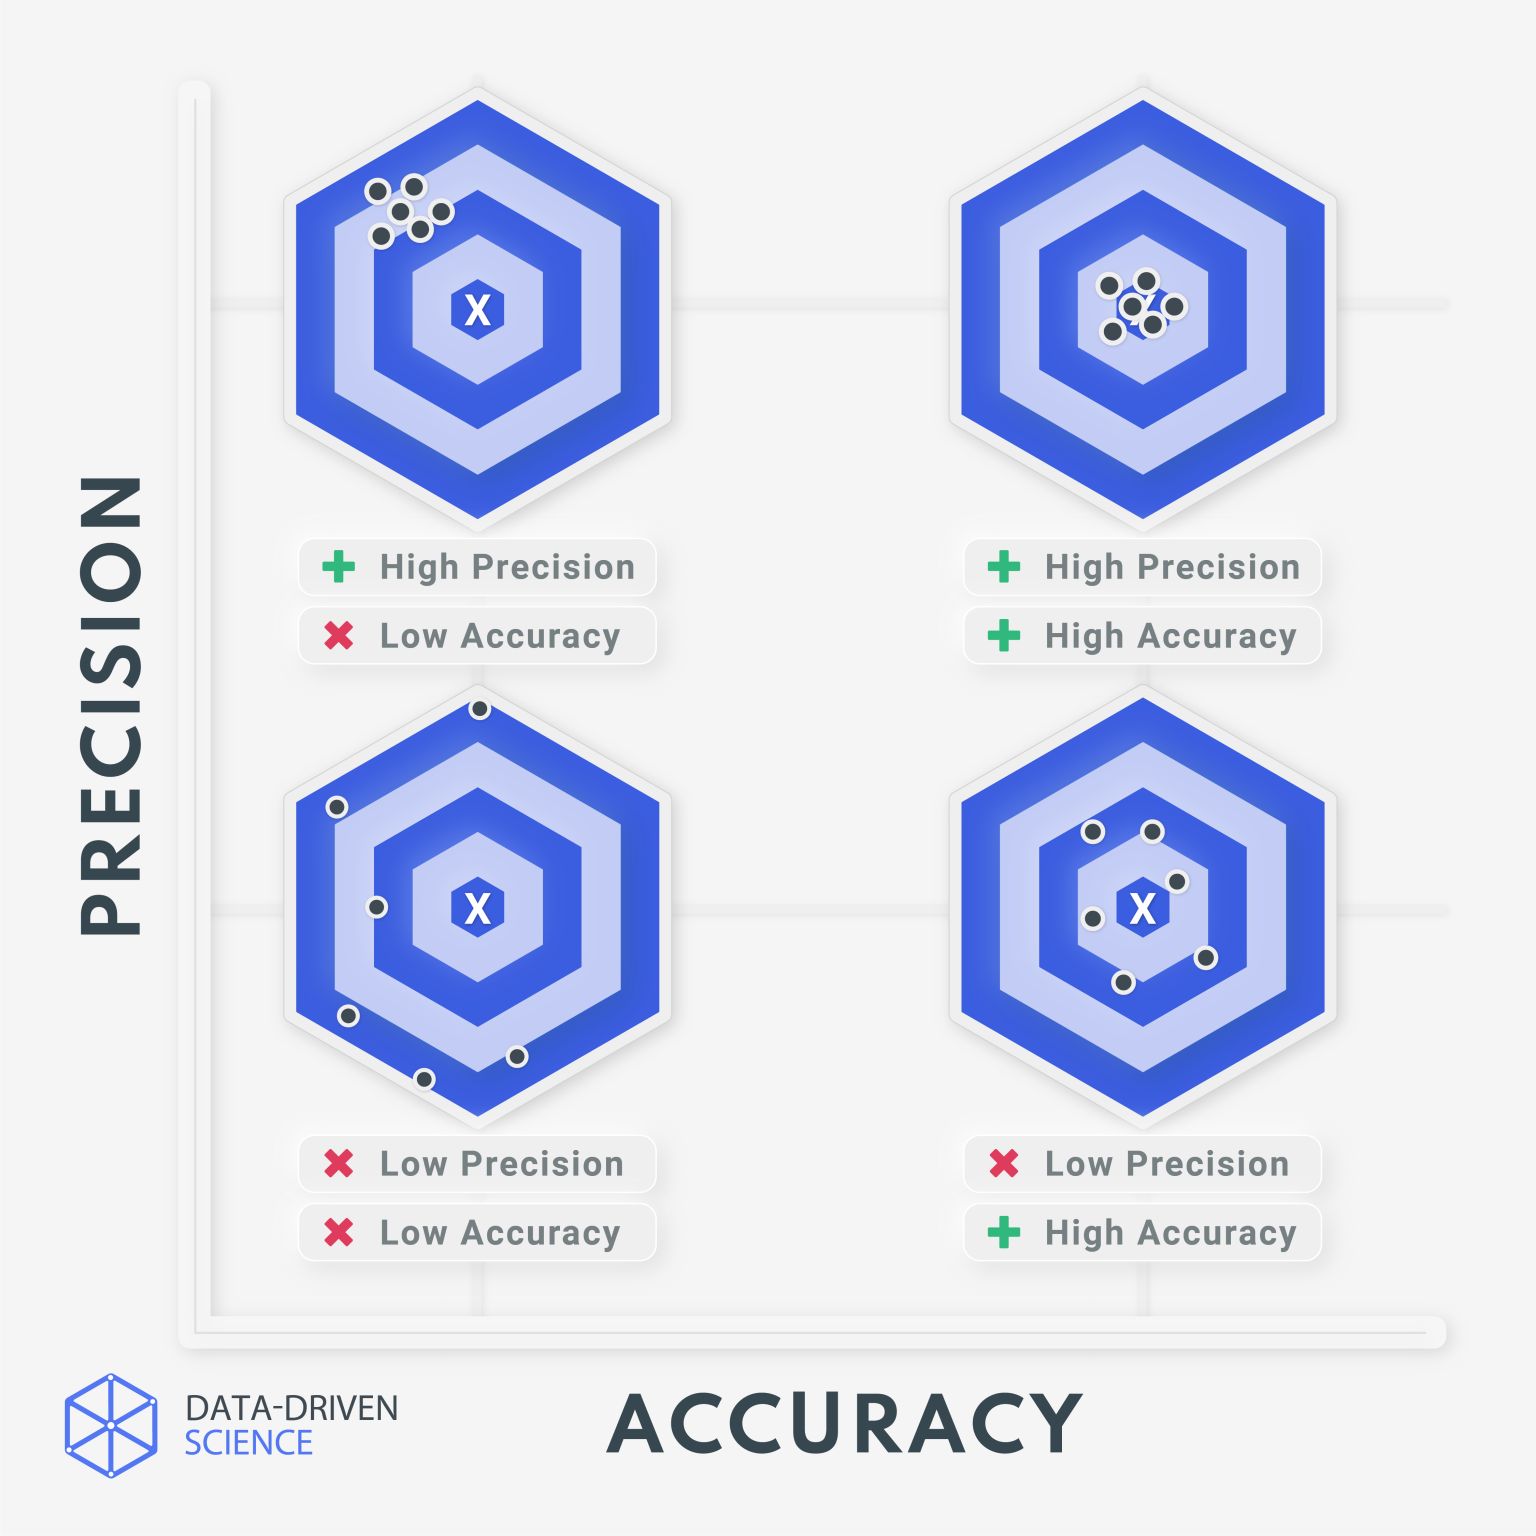 X
High Precision
Low Accuracy
High Precision
High Accuracy
PRECISION
X
Low Precision
Low Accuracy
X
Low Precision
High Accuracy
DATA-DRIVEN
SCIENCE
ACCURACY